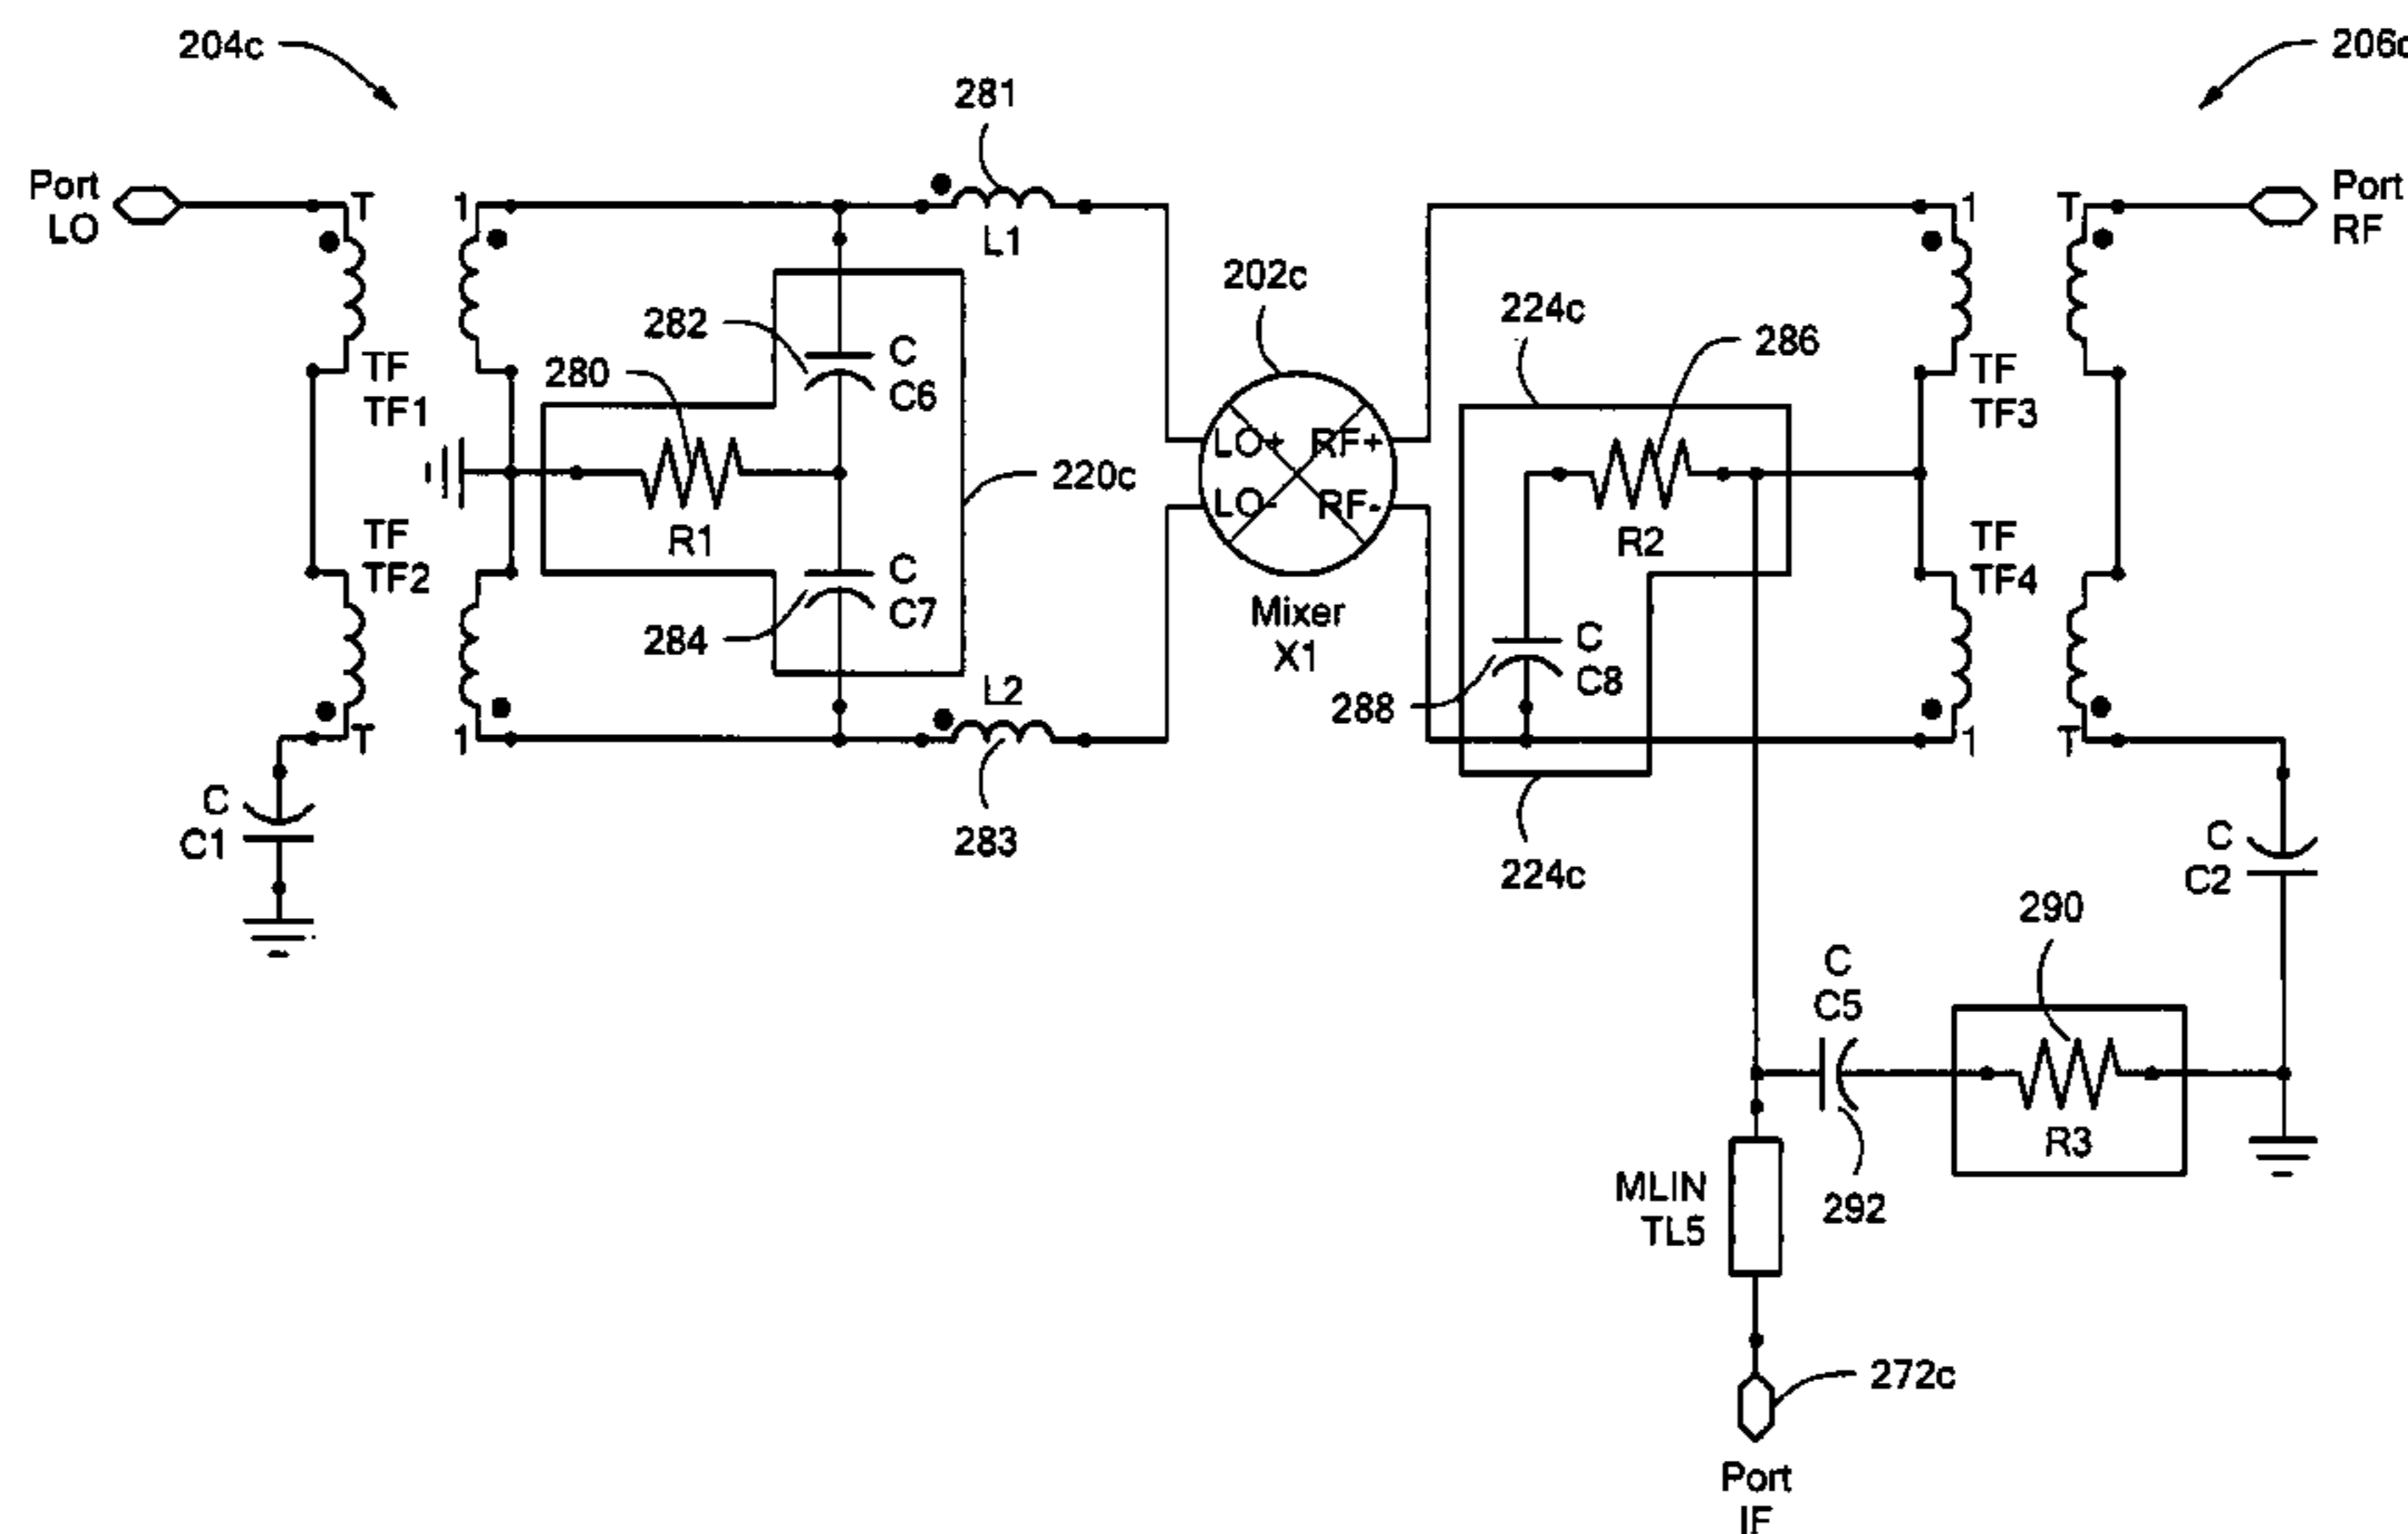 204c
206c
281
Port
LO
T
1
L1
202c
224c
1
T
Port
RF
282
C
C6
280
286
TF
TF1
TF
TF3
LO+
RF+
220c
LO-
RF-
R1
R2
TF
TF2
TF
TF4
C
C7
284
Mixer
X1
C
C8
288
L2
T
1
1
T
C
C1
283
224c
C
C2
290
C
C5
R3
MLIN
TL5
292
272c
Port
IF